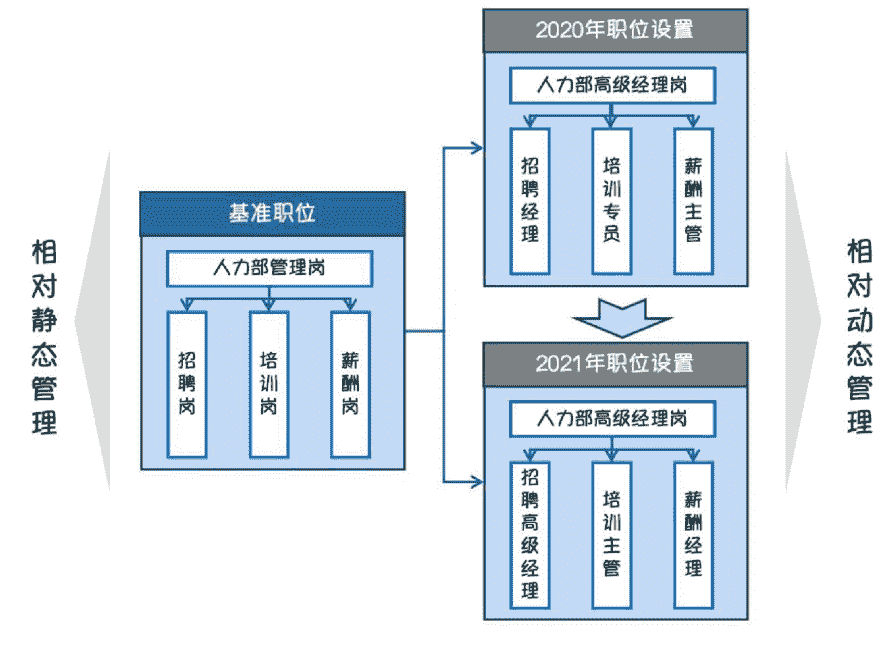 相对静态管理
基准职位
人力部管理岗
招聘岗
培训岗
薪酬岗
2020年职位设置
人力部高级经理岗
招聘经理
培训专员
薪酬主管
2021年职位设置
人力部高级经理岗
招聘高级经理
培训主管
薪酬经理
相对动态管理